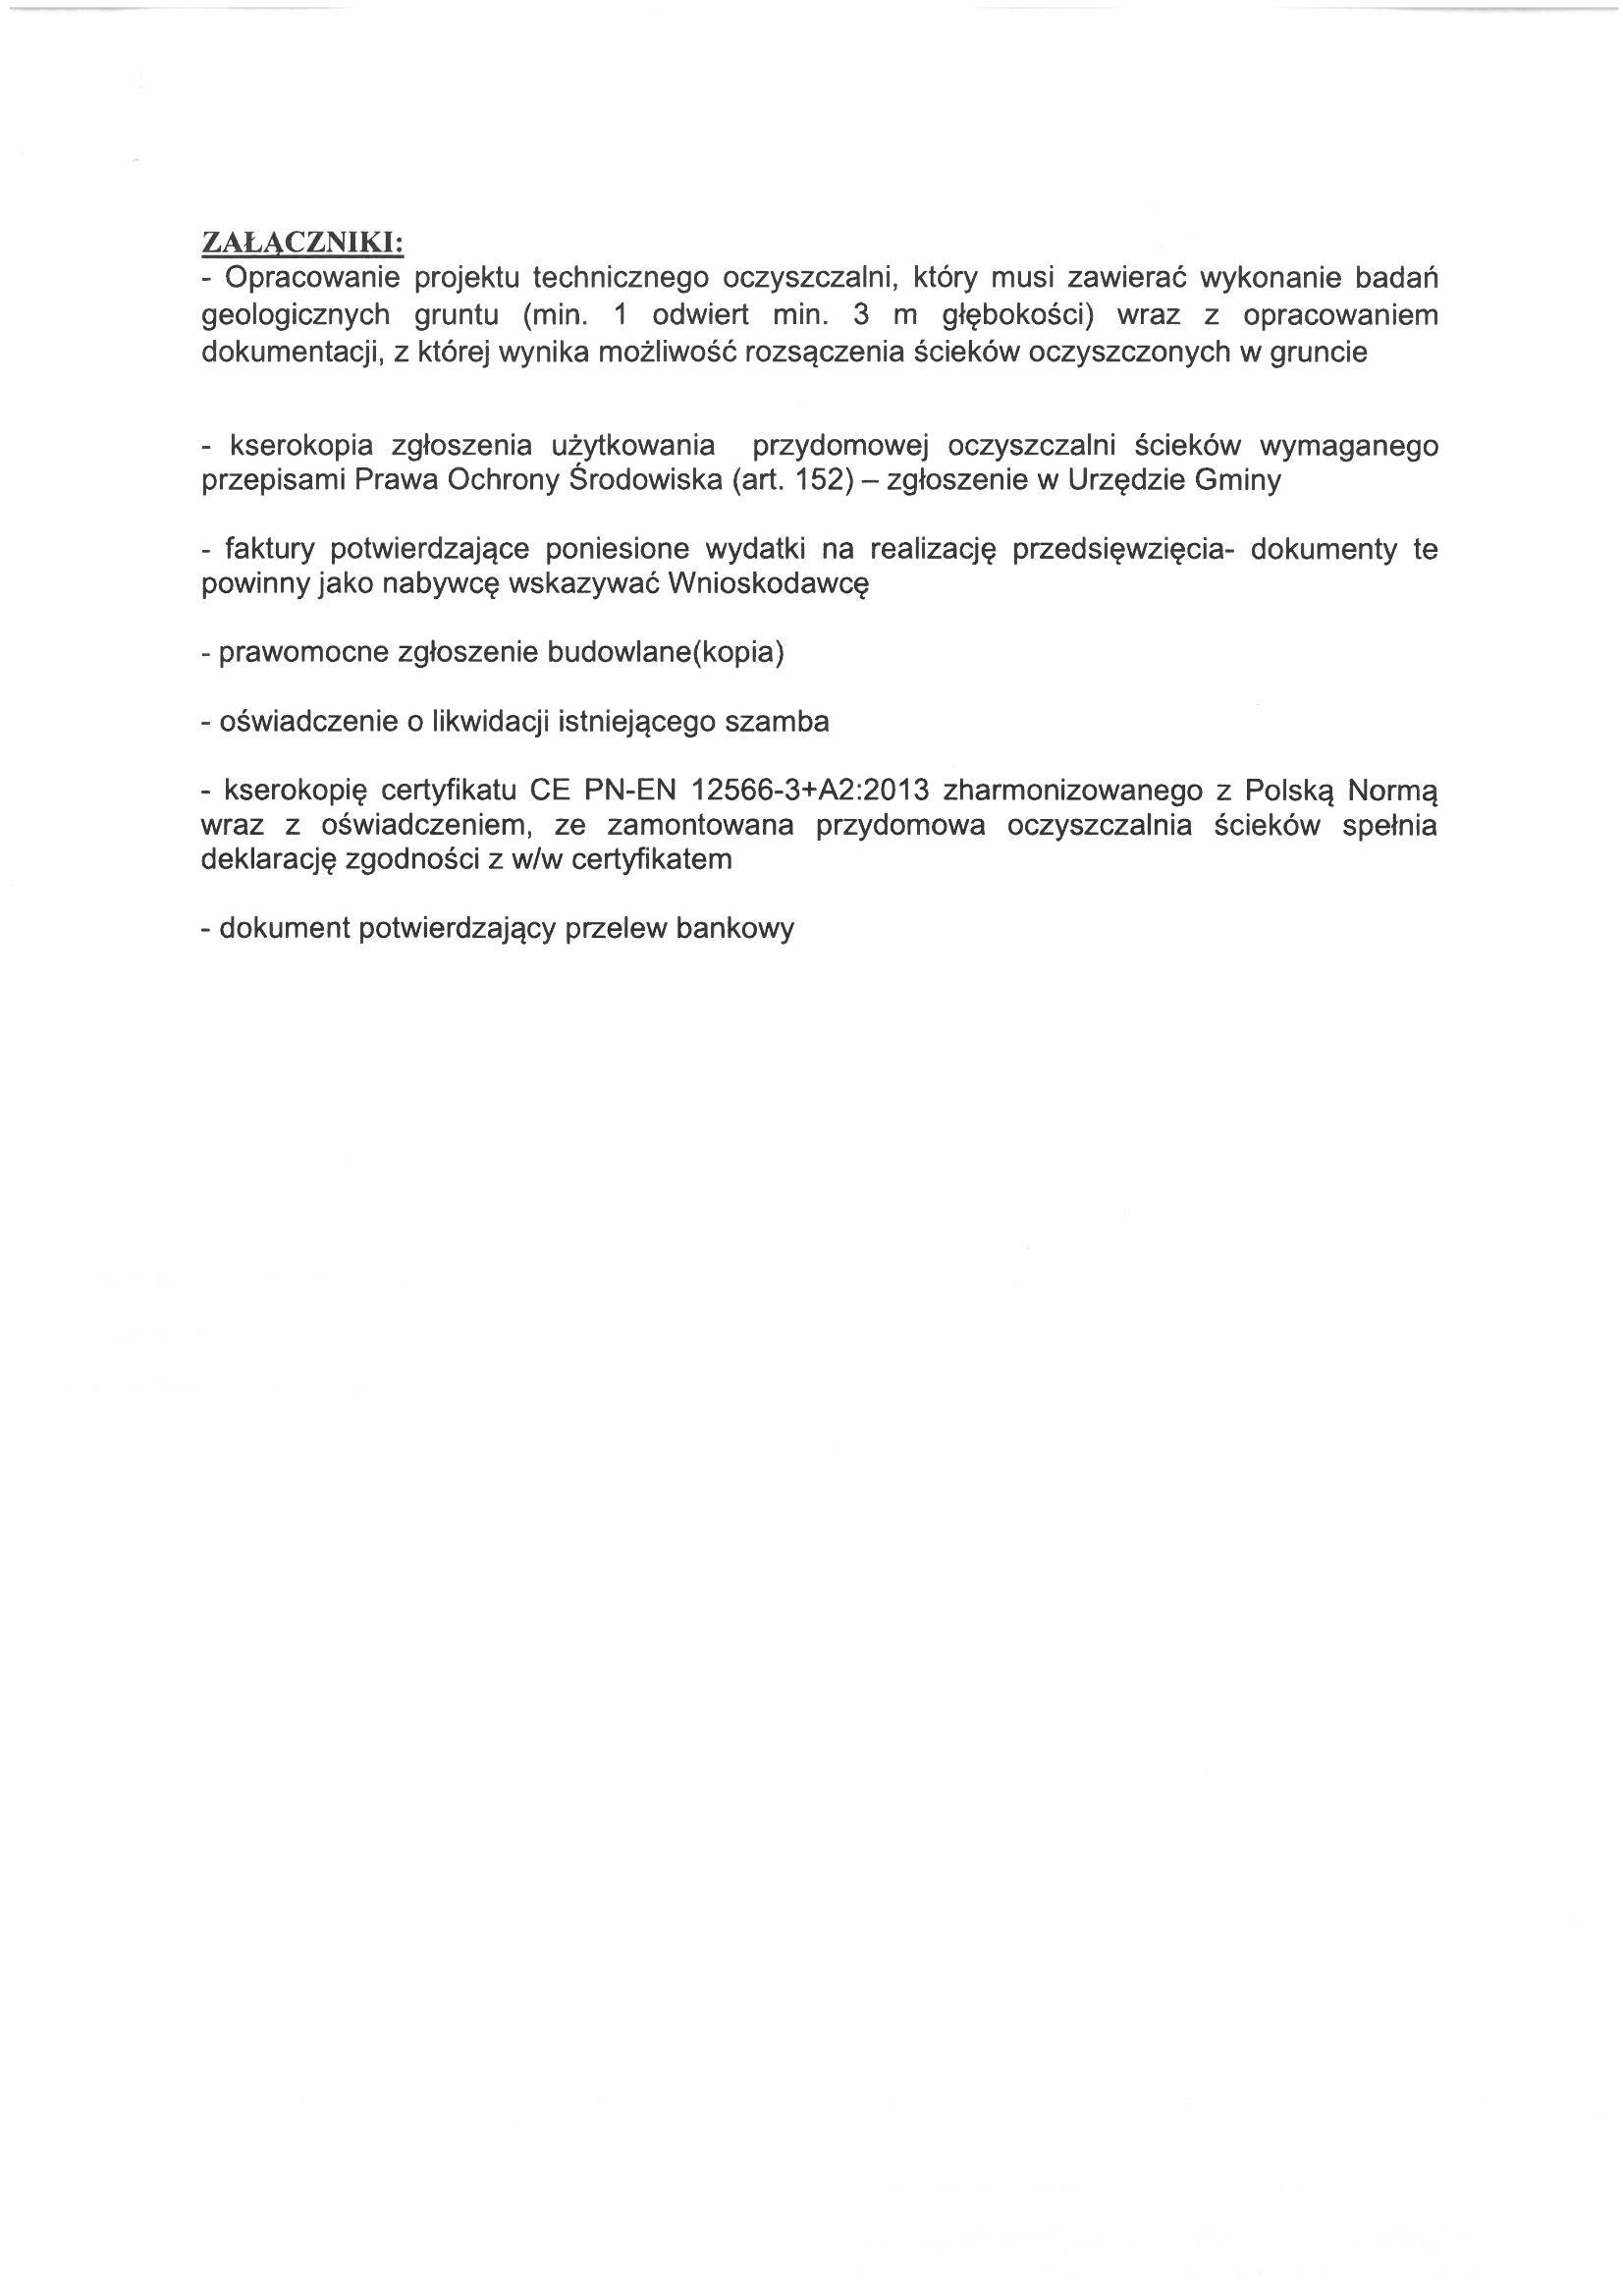 ZAŁĄCZNIKI:
- Opracowanie projektu technicznego oczyszczalni, który musi zawierać wykonanie badań
geologicznych gruntu (min. 1 odwiert min. 3 m głębokości) wraz z opracowaniem
dokumentacji, z której wynika możliwość rozsączenia ścieków oczyszczonych w gruncie
- kserokopia zgłoszenia użytkowania przydomowej oczyszczalni ścieków wymaganego
przepisami Prawa Ochrony Środowiska (art. 152) – zgłoszenie w Urzędzie Gminy
- faktury potwierdzające poniesione wydatki na realizację przedsięwzięcia- dokumenty te
powinny jako nabywcę wskazywać Wnioskodawcę
- prawomocne zgłoszenie budowlane(kopia)
- oświadczenie o likwidacji istniejącego szamba
- kserokopię certyfikatu CE PN-EN 12566-3+A2:2013 zharmonizowanego z Polską Normą
wraz z oświadczeniem, ze zamontowana przydomowa oczyszczalnia ścieków spełnia
deklarację zgodności z w/w certyfikatem
- dokument potwierdzający przelew bankowy